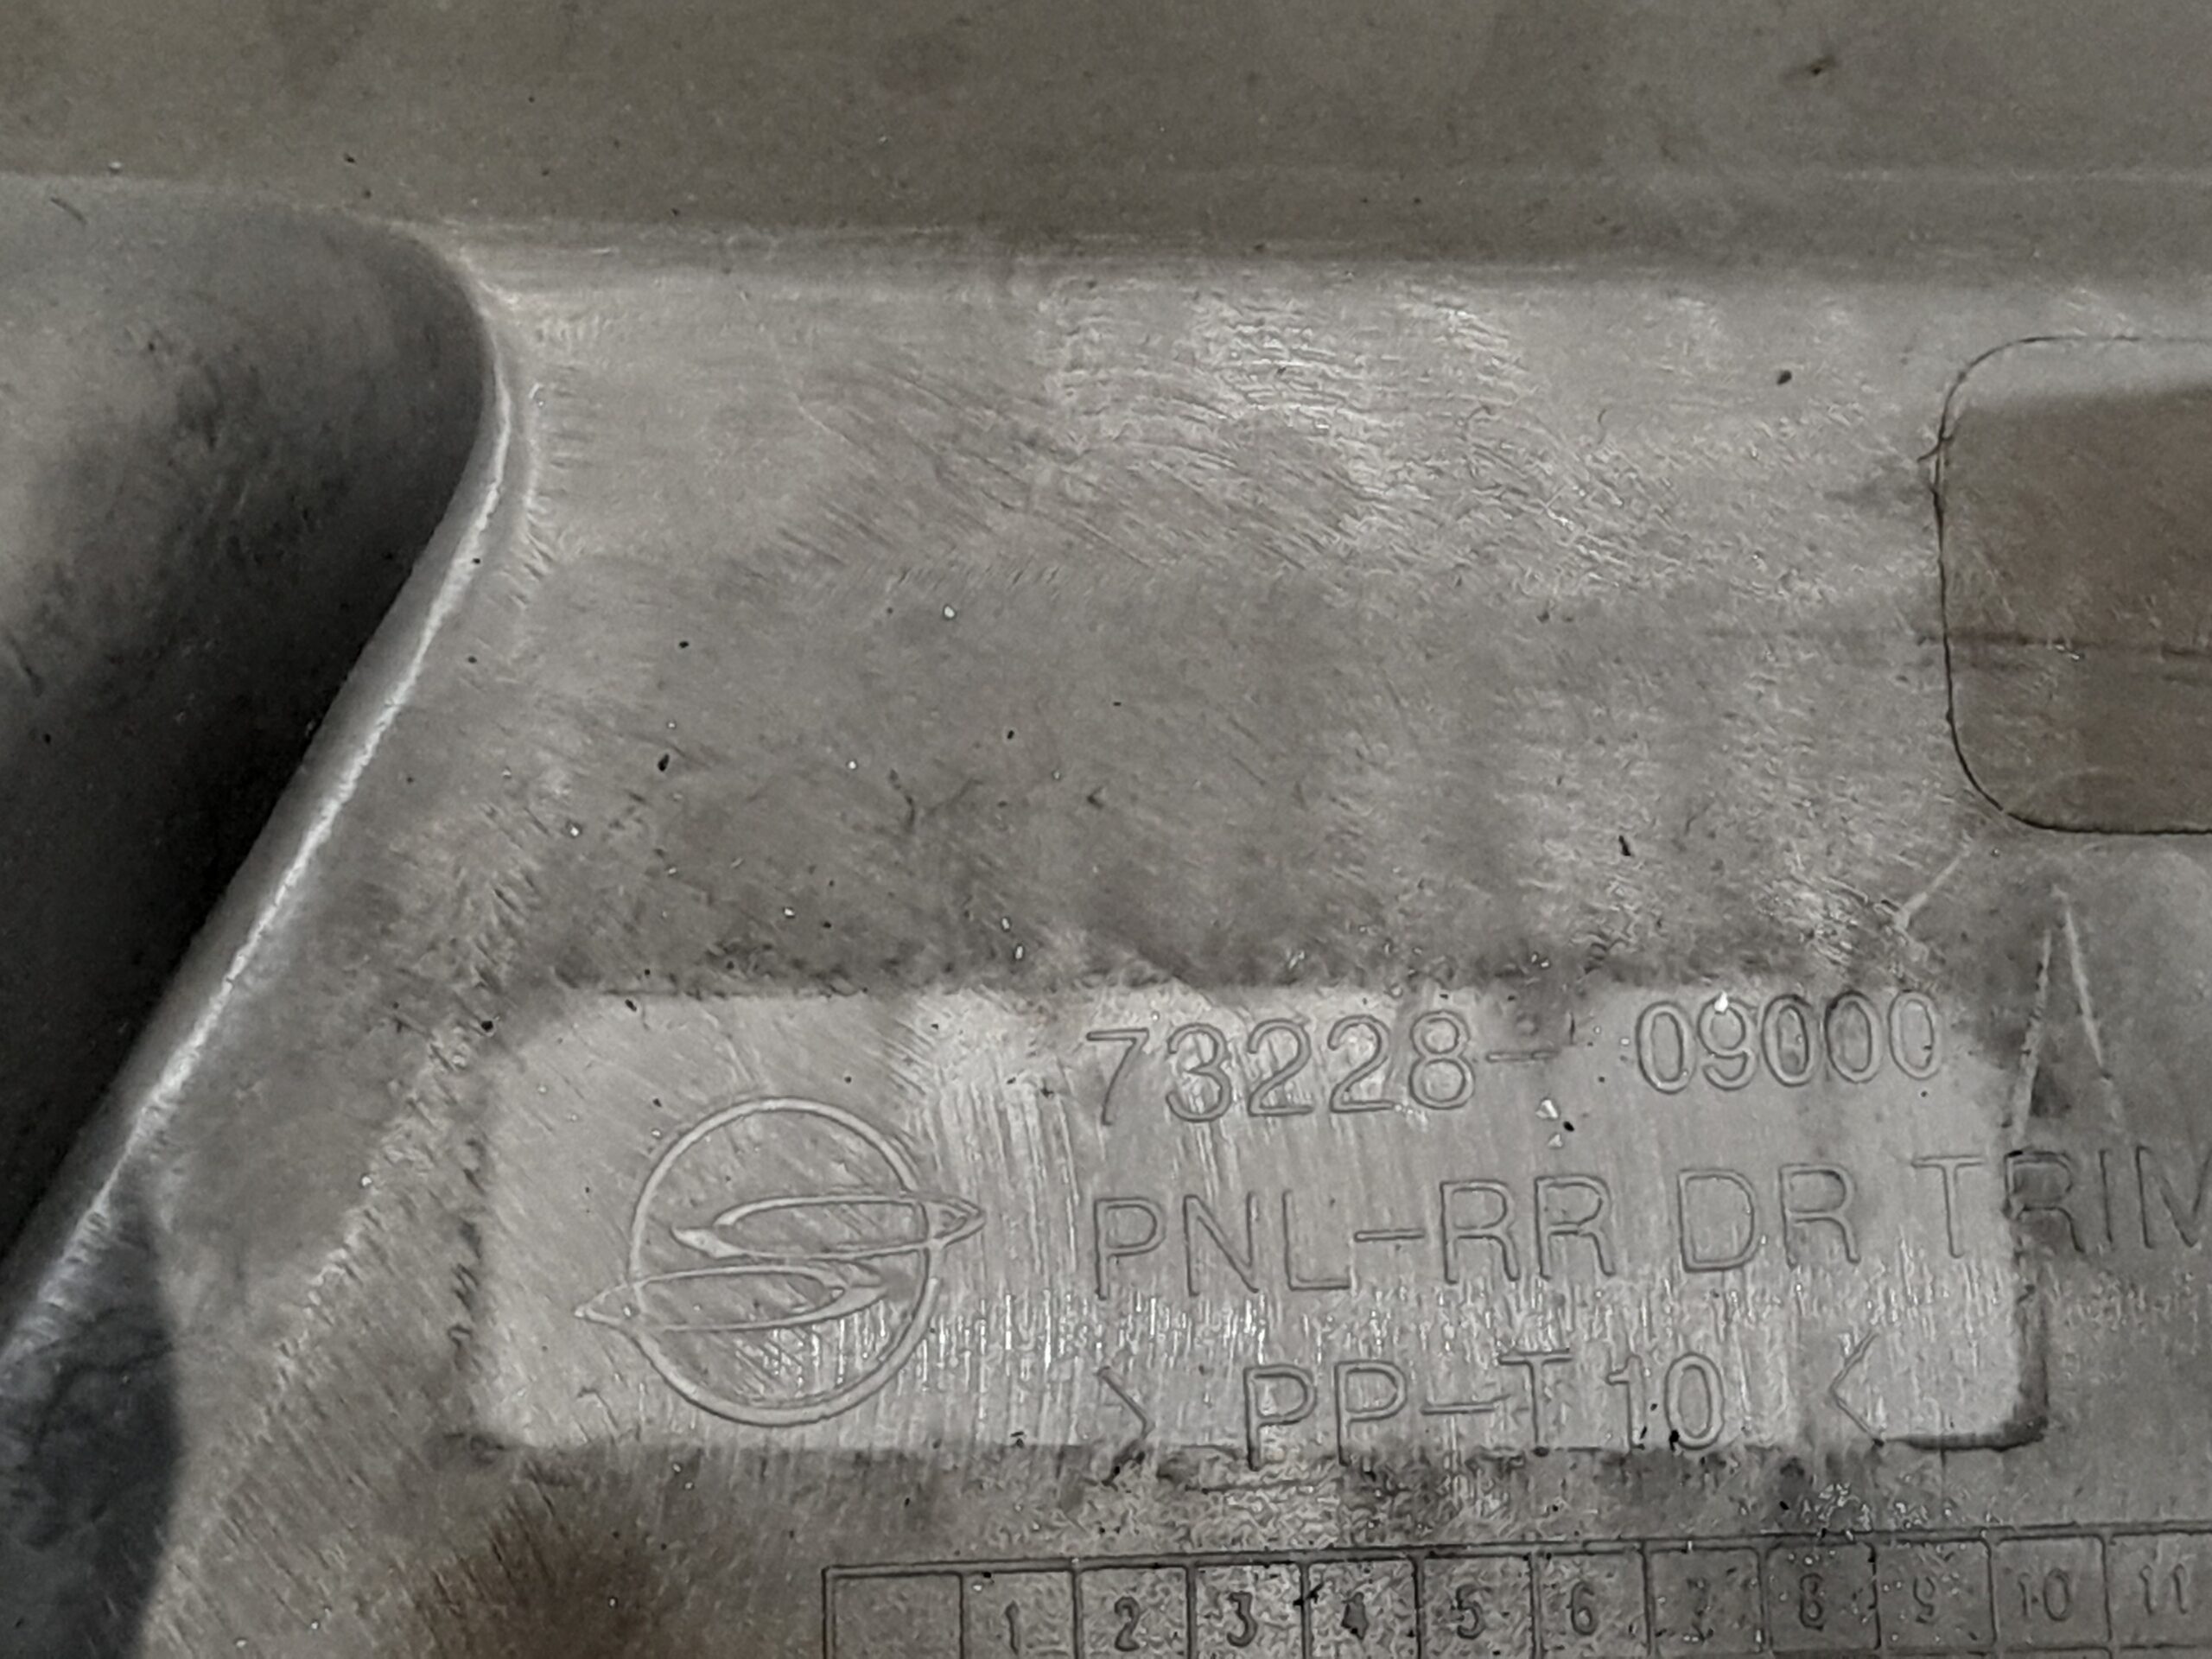 73228- 09000
PNL-RR DR TRIM
>PP-T10<
1 2 3 4 5 6 7 8 9 10 11